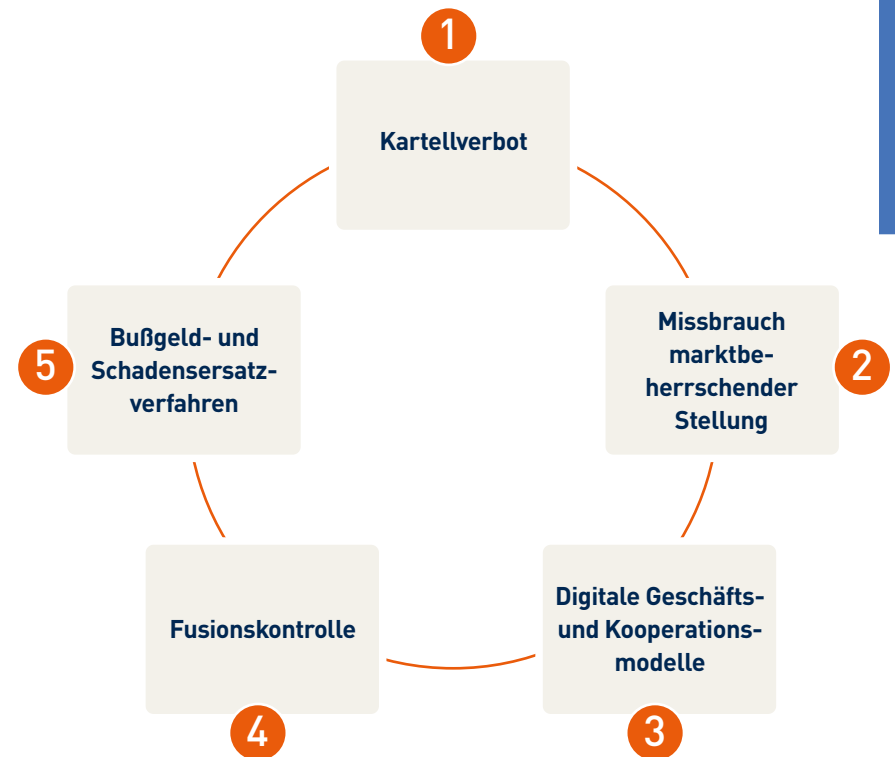 1
Kartellverbot
2
Missbrauch
marktbe-
herrschender
Stellung
3
Digitale Geschäfts-
und Kooperations-
modelle
4
Fusionskontrolle
5
Bußgeld- und
Schadensersatz-
verfahren